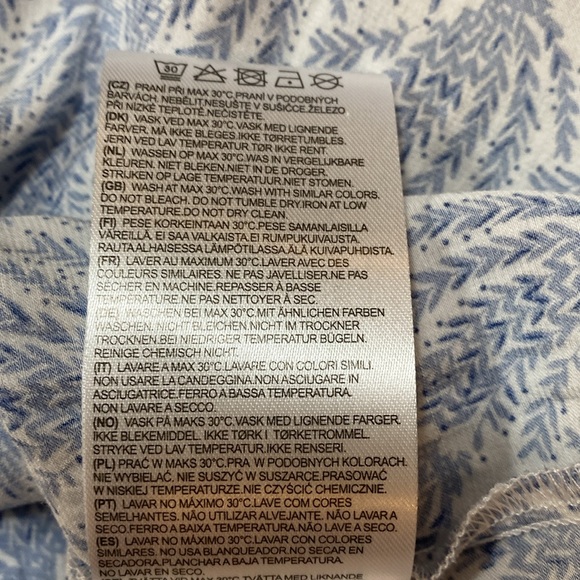 30
CZ PRANÍ PŘI MAX 30°C.PRANÍ V PODOBNÝCH
BARVÁCH. NEBĚLIT.NESUŠTE V SUŠIČCE.ŽELEZO
PŘI NÍZKÉ TEPLOTĚ.NEČISTĚTE.
DK VASK VED MAX 30°C.VASK MED LIGNENDE
FARVER. MÅ IKKE BLEGES.IKKE TØRRETUMBLES.
JERN VED LAV TEMPERATUR.TØR IKKE RENT.
NL WASSEN OP MAX 30°C.WAS IN VERGELIJKBARE
KLEUREN. NIET BLEKEN.NIET IN DE DROGER.
STRIJKEN OP LAGE TEMPERATUUR.NIET STOMEN.
GB WASH AT MAX 30°C.WASH WITH SIMILAR COLORS.
DO NOT BLEACH. DO NOT TUMBLE DRY.IRON AT LOW
TEMPERATURE.DO NOT DRY CLEAN.
FI PESE KORKEINTAAN 30°C.PESE SAMANLAISILLA
VÄREILLÄ. EI SAA VALKAISTA.EI RUMPUKUIVAUSTA.
RAUTA ALHAISESSA LÄMPÖTILASSA.ÄLÄ KUIVAPUHDISTA.
FR LAVER AU MAXIMUM 30°C.LAVER AVEC DES
COULEURS SIMILAIRES. NE PAS JAVELLISER.NE PAS
SÉCHER EN MACHINE.REPASSER À BASSE
TEMPÉRATURE.NE PAS NETTOYER À SEC.
DE WASCHEN BEI MAX 30°C.MIT ÄHNLICHEN FARBEN
WASCHEN. NICHT BLEICHEN.NICHT IM TROCKNER
TROCKNEN.BEI NIEDRIGER TEMPERATUR BÜGELN.
REINIGE CHEMISCH NICHT.
IT LAVARE A MAX 30°C.LAVARE CON COLORI SIMILI.
NON USARE LA CANDEGGINA.NON ASCIUGARE IN
ASCIUGATRICE.FERRO A BASSA TEMPERATURA.
NON LAVARE A SECCO.
NO VASK PÅ MAKS 30°C.VASK MED LIGNENDE FARGER.
IKKE BLEKEMIDDEL. IKKE TØRK I TØRKETROMMEL.
STRYKE VED LAV TEMPERATUR.IKKE RENSERI.
PL PRAĆ W MAKS 30°C.PRA W PODOBNYCH KOLORACH.
NIE WYBIELAĆ. NIE SUSZYĆ W SUSZARCE.PRASOWAĆ
W NISKIEJ TEMPERATURZE.NIE CZYŚCIĆ CHEMICZNIE.
PT LAVAR NO MÁXIMO 30°C.LAVE COM CORES
SEMELHANTES. NÃO UTILIZAR ALVEJANTE. NÃO LAVAR A
SECO.FERRO A BAIXA TEMPERATURA.NÃO LAVE A SECO.
ES LAVAR NO MÁXIMO 30°C.LAVAR CON COLORES
SIMILARES. NO USAR BLANQUEADOR.NO SECAR EN
SECADORA.PLANCHAR A BAJA TEMPERATURA.
NO LAVAR EN SECO.
MAX 30°C.TVÄTTA MED LIKNANDE